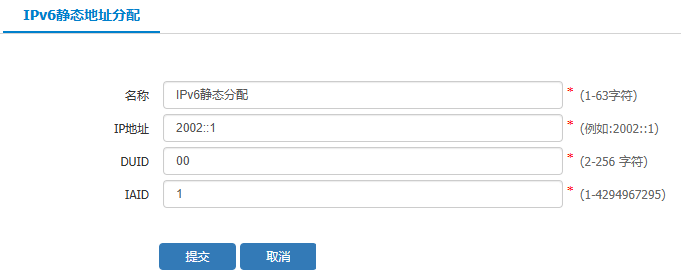 IPv6静态地址分配
名称 IPv6静态分配 * (1-63字符)
IP地址 2002::1 * (例如:2002::1)
DUID 00 * (2-256 字符)
IAID 1 * (1-4294967295)
提交 取消